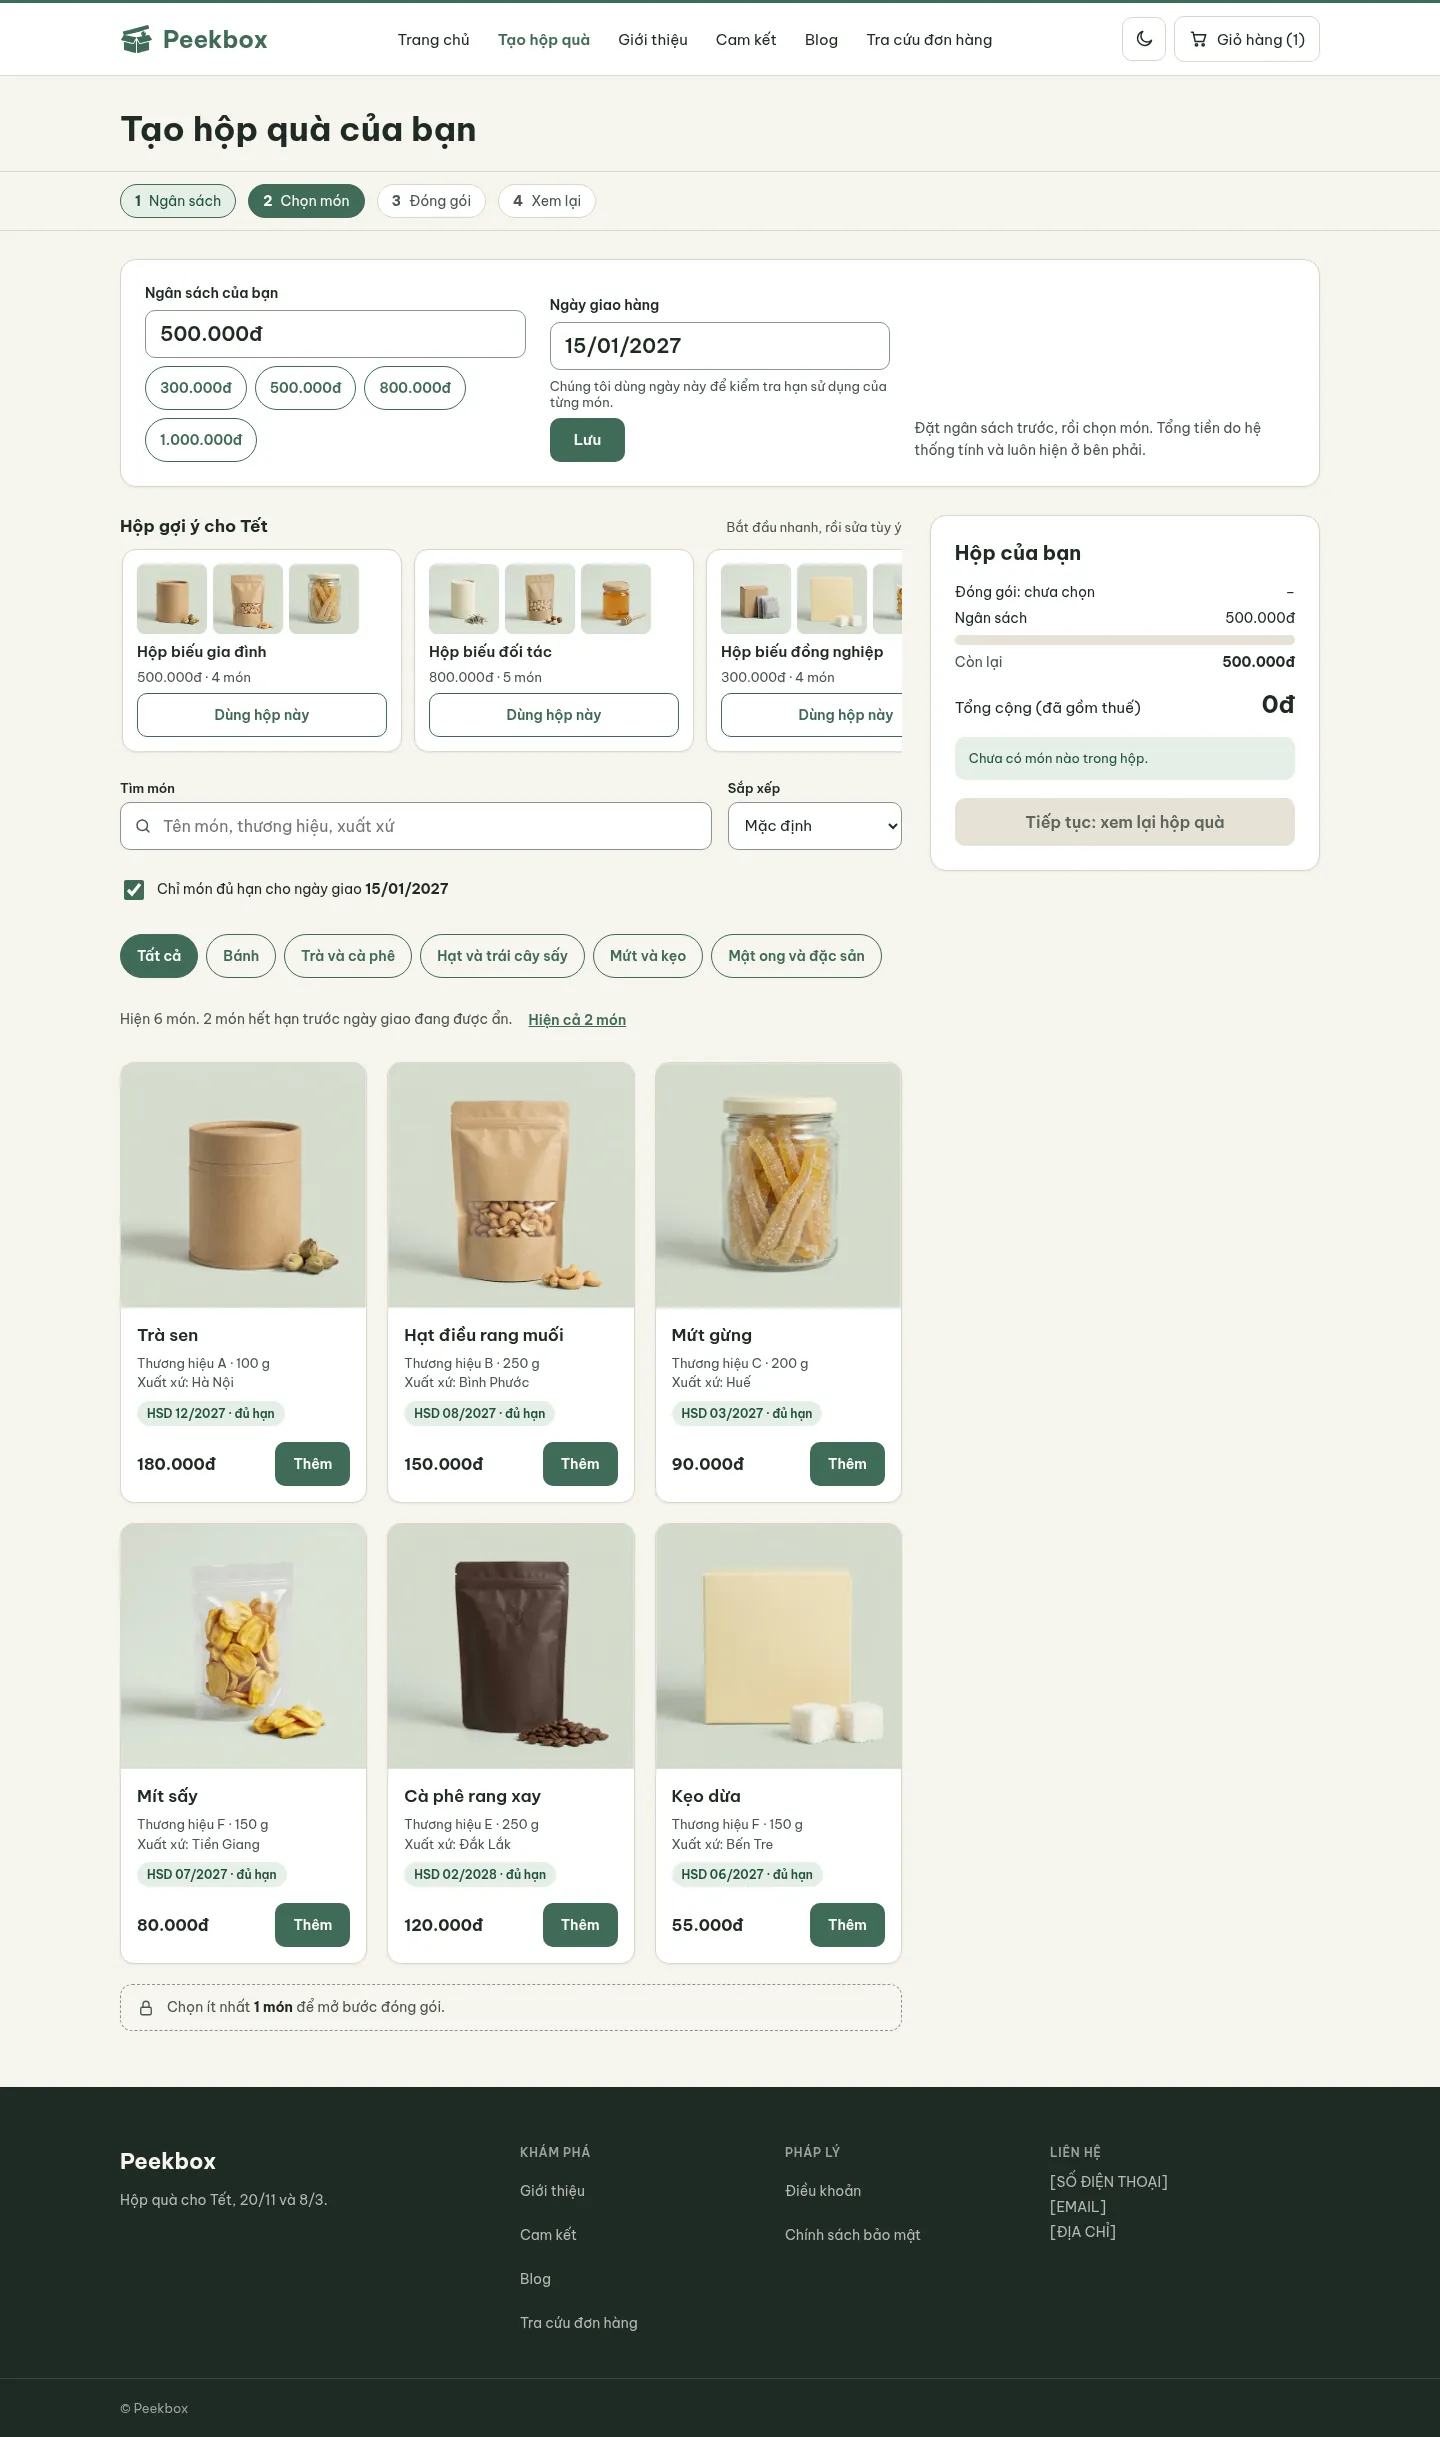 Peekbox
Trang chủ
Tạo hộp quà
Giới thiệu
Cam kết
Blog
Tra cứu đơn hàng
Giỏ hàng (1)
Tạo hộp quà của bạn
1 Ngân sách
2 Chọn món
3 Đóng gói
4 Xem lại
Ngân sách của bạn
500.000đ
300.000đ
500.000đ
800.000đ
1.000.000đ
Ngày giao hàng
15/01/2027
Chúng tôi dùng ngày này để kiểm tra hạn sử dụng của
từng món.
Lưu
Đặt ngân sách trước, rồi chọn món. Tổng tiền do hệ
thống tính và luôn hiện ở bên phải.
Hộp gợi ý cho Tết
Bắt đầu nhanh, rồi sửa tùy ý
Hộp biếu gia đình
500.000đ · 4 món
Dùng hộp này
Hộp biếu đối tác
800.000đ · 5 món
Dùng hộp này
Hộp biếu đồng nghiệp
300.000đ · 4 món
Dùng hộp này
Hộp của bạn
Đóng gói: chưa chọn –
Ngân sách 500.000đ
Còn lại 500.000đ
Tổng cộng (đã gồm thuế) 0đ
Chưa có món nào trong hộp.
Tiếp tục: xem lại hộp quà
Tìm món
Tên món, thương hiệu, xuất xứ
Sắp xếp
Mặc định
Chỉ món đủ hạn cho ngày giao 15/01/2027
Tất cả
Bánh
Trà và cà phê
Hạt và trái cây sấy
Mứt và kẹo
Mật ong và đặc sản
Hiện 6 món. 2 món hết hạn trước ngày giao đang được ẩn. Hiện cả 2 món
Trà sen
Thương hiệu A · 100 g
Xuất xứ: Hà Nội
HSD 12/2027 · đủ hạn
180.000đ
Thêm
Hạt điều rang muối
Thương hiệu B · 250 g
Xuất xứ: Bình Phước
HSD 08/2027 · đủ hạn
150.000đ
Thêm
Mứt gừng
Thương hiệu C · 200 g
Xuất xứ: Huế
HSD 03/2027 · đủ hạn
90.000đ
Thêm
Mít sấy
Thương hiệu F · 150 g
Xuất xứ: Tiền Giang
HSD 07/2027 · đủ hạn
80.000đ
Thêm
Cà phê rang xay
Thương hiệu E · 250 g
Xuất xứ: Đắk Lắk
HSD 02/2028 · đủ hạn
120.000đ
Thêm
Kẹo dừa
Thương hiệu F · 150 g
Xuất xứ: Bến Tre
HSD 06/2027 · đủ hạn
55.000đ
Thêm
Chọn ít nhất 1 món để mở bước đóng gói.
Peekbox
Hộp quà cho Tết, 20/11 và 8/3.
KHÁM PHÁ
Giới thiệu
Cam kết
Blog
Tra cứu đơn hàng
PHÁP LÝ
Điều khoản
Chính sách bảo mật
LIÊN HỆ
[SỐ ĐIỆN THOẠI]
[EMAIL]
[ĐỊA CHỈ]
© Peekbox